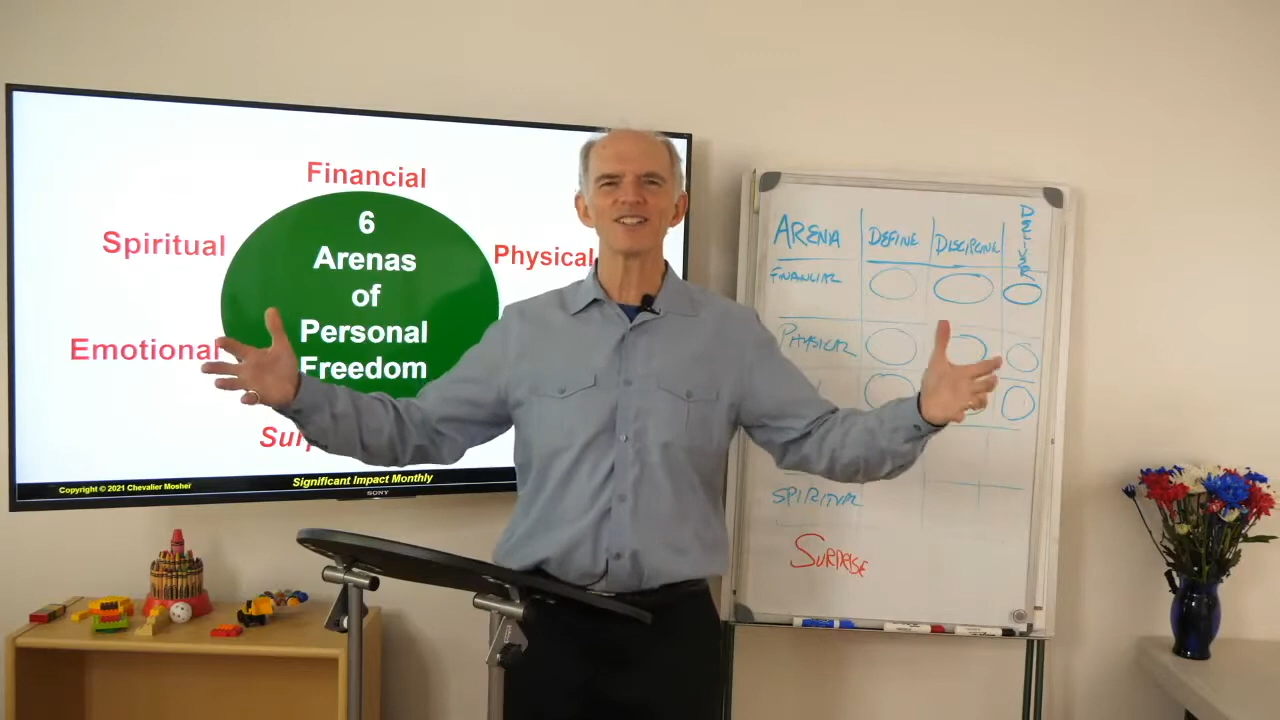 Financial
6
Spiritual
Arenas
Physical
of
Emotional
Personal
Freedom
Copyright © 2021 Chevalier Mosher
Significant Impact Monthly
SONY
ARENA
DEFINE
DISCIPLINE
FINANCIAL
PHYSICAL
SPIRITUAL
SURPRISE